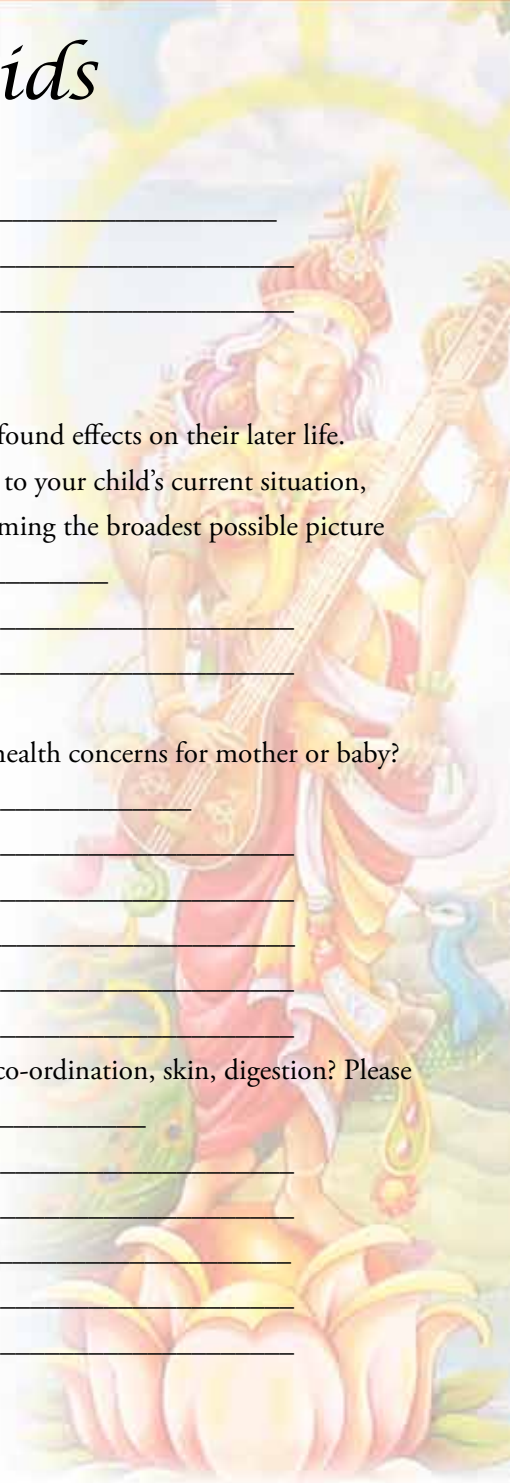 ids
found effects on their later life.
to your child's current situation,
ming the broadest possible picture
health concerns for mother or baby?
co-ordination, skin, digestion? Please